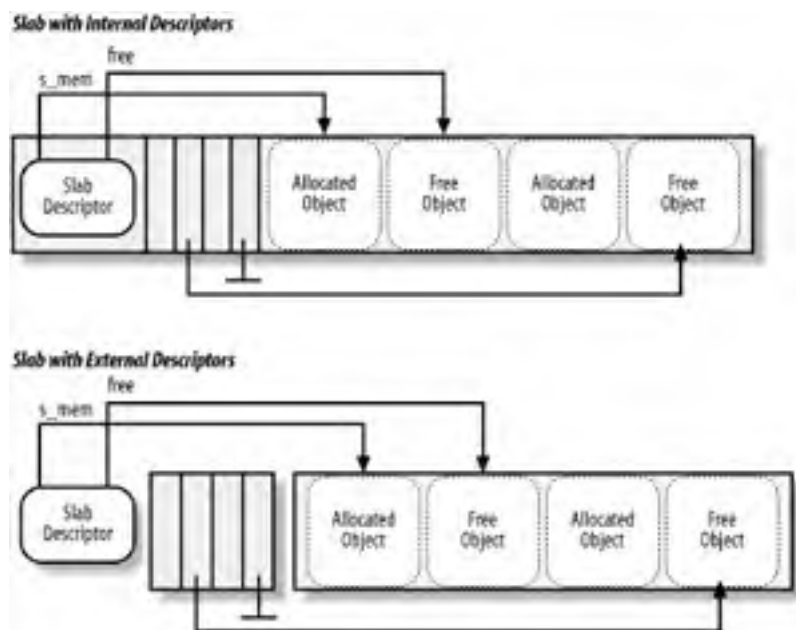 Slab with Internal Descriptors
free
s_mem
Slab
Descriptor
Allocated
Object
Free
Object
Allocated
Object
Free
Object
Slab with External Descriptors
free
s_mem
Slab
Descriptor
Allocated
Object
Free
Object
Allocated
Object
Free
Object